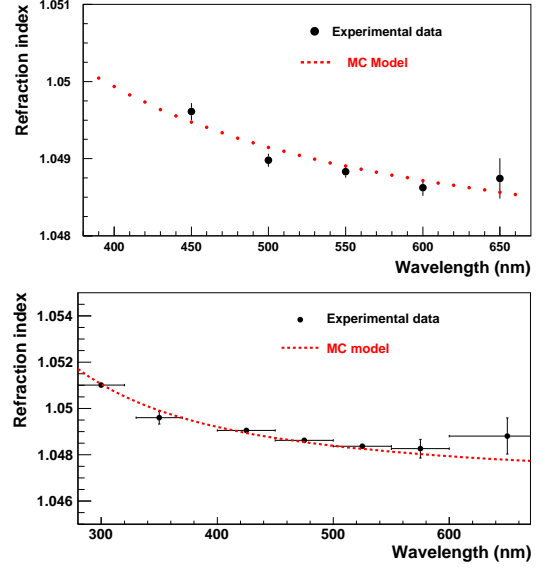 Refraction index
1.051
1.05
1.049
1.048
Experimental data
MC Model
400 450 500 550 600 650
Wavelength (nm)
Refraction index
1.054
1.052
1.05
1.048
1.046
Experimental data
MC model
300 400 500 600
Wavelength (nm)